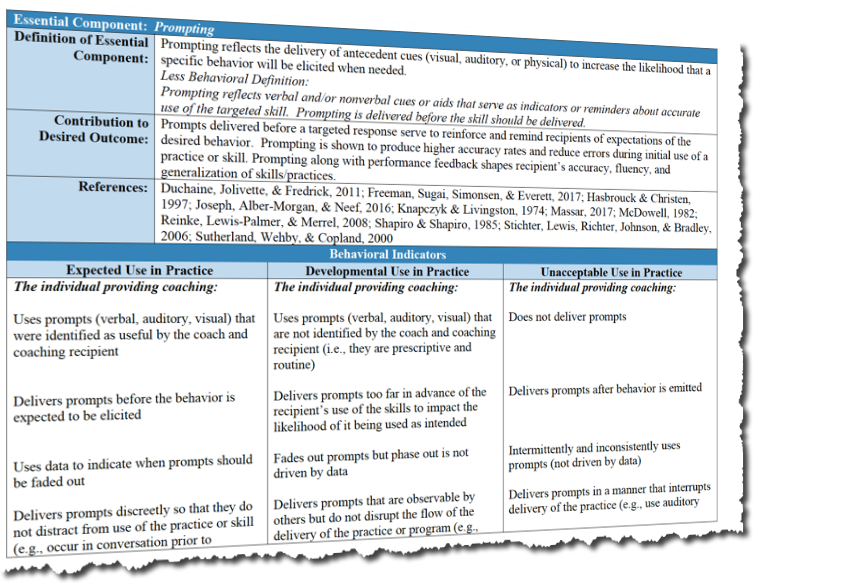 Essential Component: Prompting
Definition of Essential
Component:
Prompting reflects the delivery of antecedent cues (visual, auditory, or physical) to increase the likelihood that a
specific behavior will be elicited when needed.
Less Behavioral Definition:
Prompting reflects verbal and/or nonverbal cues or aids that serve as indicators or reminders about accurate
use of the targeted skill. Prompting is delivered before the skill should be delivered.
Contribution to
Desired Outcome:
Prompts delivered before a targeted response serve to reinforce and remind recipients of expectations of the
desired behavior. Prompting is shown to produce higher accuracy rates and reduce errors during initial use of a
practice or skill. Prompting along with performance feedback shapes recipient's accuracy, fluency, and
generalization of skills/practices.
References:
Duchaine, Jolivette, & Fredrick, 2011; Freeman, Sugai, Simonsen, & Everett, 2017; Hasbrouck & Christen,
1997; Joseph, Alber-Morgan, & Neef, 2016; Knapczyk & Livingston, 1974; Massar, 2017; McDowell, 1982;
Reinke, Lewis-Palmer, & Merrel, 2008; Shapiro & Shapiro, 1985; Stichter, Lewis, Richter, Johnson, & Bradley,
2006; Sutherland, Wehby, & Copland, 2000
Behavioral Indicators
Expected Use in Practice
The individual providing coaching:
Uses prompts (verbal, auditory, visual) that
were identified as useful by the coach and
coaching recipient
Delivers prompts before the behavior is
expected to be elicited
Uses data to indicate when prompts should
be faded out
Delivers prompts discreetly so that they do
not distract from use of the practice or skill
(e.g., occur in conversation prior to
Developmental Use in Practice
The individual providing coaching:
Uses prompts (verbal, auditory, visual) that
are not identified by the coach and coaching
recipient (i.e., they are prescriptive and
routine)
Delivers prompts too far in advance of the
recipient's use of the skills to impact the
likelihood of it being used as intended
Fades out prompts but phase out is not
driven by data
Delivers prompts that are observable by
others but do not disrupt the flow of the
delivery of the practice or program (e.g.,
Unacceptable Use in Practice
The individual providing coaching:
Does not deliver prompts
Delivers prompts after behavior is emitted
Intermittently and inconsistently uses
prompts (not driven by data)
Delivers prompts in a manner that interrupts
delivery of the practice (e.g., use auditory